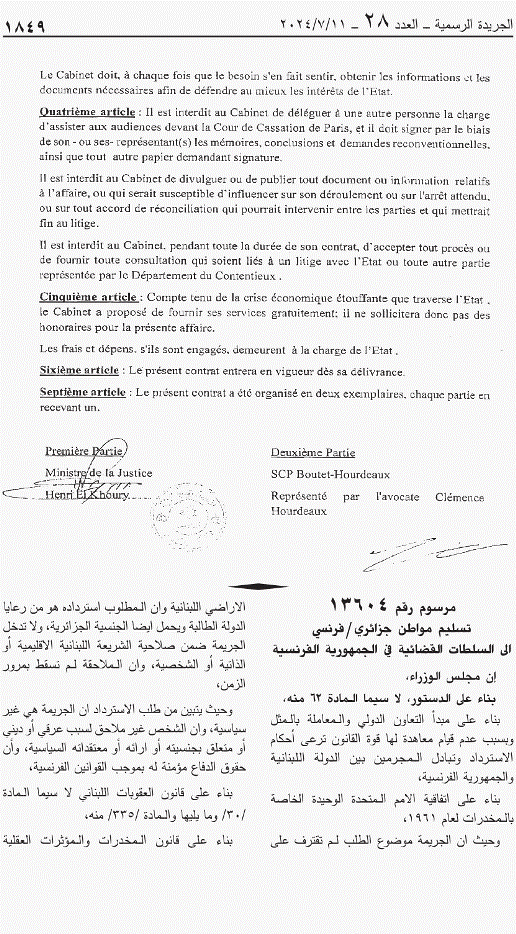 الجريدة الرسمية ـ العدد ٢٨ ـ ٢٠٢٤/٧/١١
١٨٤٩
Le Cabinet doit, à chaque fois que le besoin s'en fait sentir, obtenir les informations et les
documents nécessaires afin de défendre au mieux les intérêts de l'Etat.
Quatrième article : Il est interdit au Cabinet de déléguer à une autre personne la charge
d'assister aux audiences devant la Cour de Cassation de Paris, et il doit signer par le biais
de son - ou ses- représentant(s) les mémoires, conclusions et demandes reconventionnelles,
ainsi que tout autre papier demandant signature.
Il est interdit au Cabinet de divulguer ou de publier tout document ou information relatifs
à l'affaire, ou qui serait susceptible d'influencer sur son déroulement ou sur l'arrêt attendu,
ou sur tout accord de réconciliation qui pourrait intervenir entre les parties et qui mettrait
fin au litige.
Il est interdit au Cabinet, pendant toute la durée de son contrat, d'accepter tout procès ou
de fournir toute consultation qui soient liés à un litige avec l'Etat ou toute autre partie
représentée par le Département du Contentieux .
Cinquième article : Compte tenu de la crise économique étouffante que traverse l'Etat ,
le Cabinet a proposé de fournir ses services gratuitement; il ne sollicitera donc pas des
honoraires pour la présente affaire.
Les frais et dépens, s'ils sont engagés, demeurent à la charge de l'Etat .
Sixième article : Le présent contrat entrera en vigueur dès sa délivrance.
Septième article : Le présent contrat a été organisé en deux exemplaires, chaque partie en
recevant un.
Première Partie
Ministre de la Justice
Henri El Khoury
Deuxième Partie
SCP Boutet-Hourdeaux
Représenté par l'avocate Clémence
Hourdeaux
مرسوم رقم ١٣٦٠٤
تسليم مواطن جزائري/فرنسي
الى السلطات القضائية في الجمهورية الفرنسية
إن مجلس الوزراء،
بناء على الدستور، لا سيما المادة ٦٢ منه،
بناء على مبدأ التعاون الدولي والمعاملة بالمثل
وبسبب عدم قيام معاهدة لها قوة القانون ترعى أحكام
الاسترداد وتبادل المجرمين بين الدولة اللبنانية
والجمهورية الفرنسية،
بناء على اتفاقية الامم المتحدة الوحيدة الخاصة
بالمخدرات لعام ١٩٦١،
وحيث ان الجريمة موضوع الطلب لم تقترف على
الاراضي اللبنانية وان المطلوب استرداده هو من رعايا
الدولة الطالبة ويحمل ايضا الجنسية الجزائرية، ولا تدخل
الجريمة ضمن صلاحية الشريعة اللبنانية الاقليمية أو
الذاتية أو الشخصية، وان الملاحقة لم تسقط بمرور
الزمن،
وحيث يتبين من طلب الاسترداد ان الجريمة هي غير
سياسية، وان الشخص غير ملاحق لسبب عرقي أو ديني
أو متعلق بجنسيته أو ارائه أو معتقداته السياسية، وأن
حقوق الدفاع مؤمنة له بموجب القوانين الفرنسية،
بناء على قانون العقوبات اللبناني لا سيما المادة
/٣٠/ وما يليها والمادة /٣٣٥/ منه،
بناء على قانون المخدرات والمؤثرات العقلية